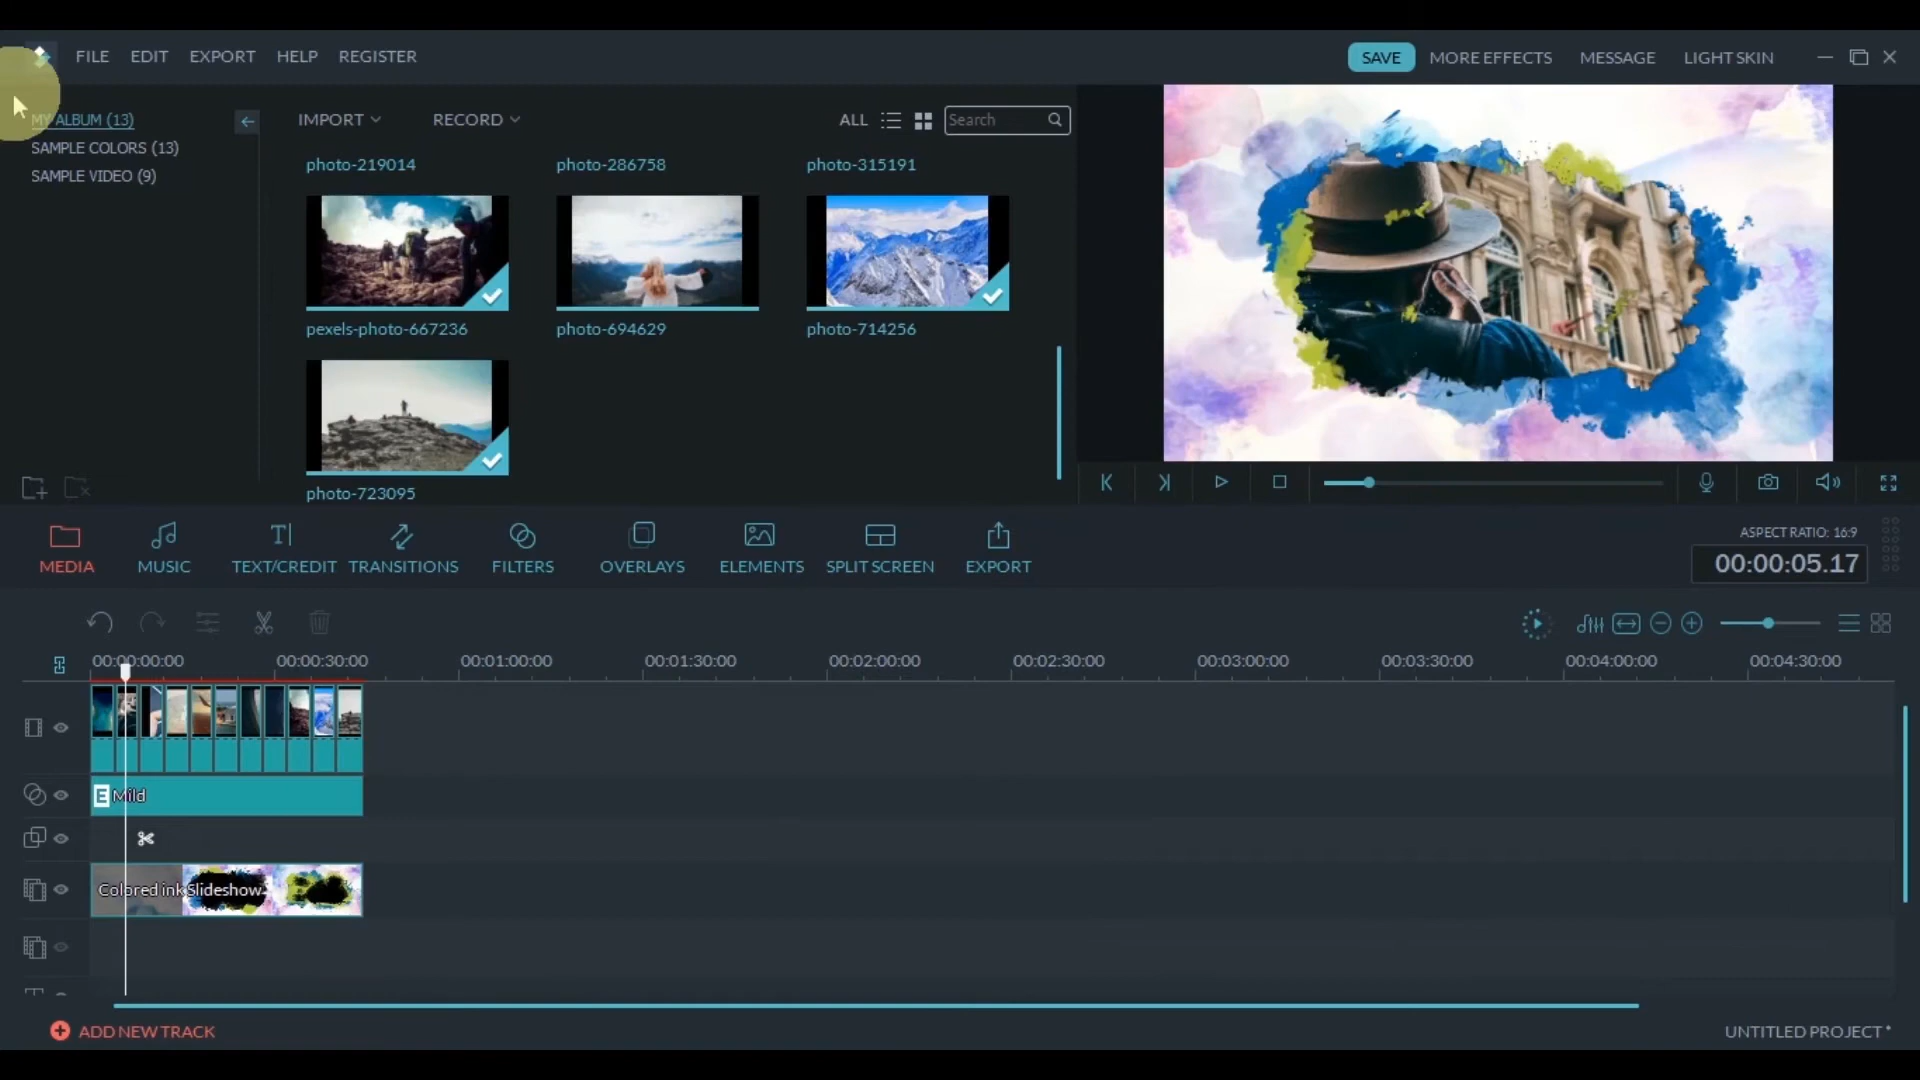 FILE EDIT EXPORT HELP REGISTER
SAVE MORE EFFECTS MESSAGE LIGHT SKIN
MY ALBUM (13)
SAMPLE COLORS (13)
SAMPLE VIDEO (9)
IMPORT RECORD ALL Search
photo-219014 photo-286758 photo-315191
pexels-photo-667236 photo-694629 photo-714256
photo-723095
MEDIA MUSIC TEXT/CREDIT TRANSITIONS FILTERS OVERLAYS ELEMENTS SPLIT SCREEN EXPORT
ASPECT RATIO: 16:9
00:00:05.17
00:00:00:00 00:00:30:00 00:01:00:00 00:01:30:00 00:02:00:00 00:02:30:00 00:03:00:00 00:03:30:00 00:04:00:00 00:04:30:00
E Mild
Colored ink Slideshow
ADD NEW TRACK
UNTITLED PROJECT *